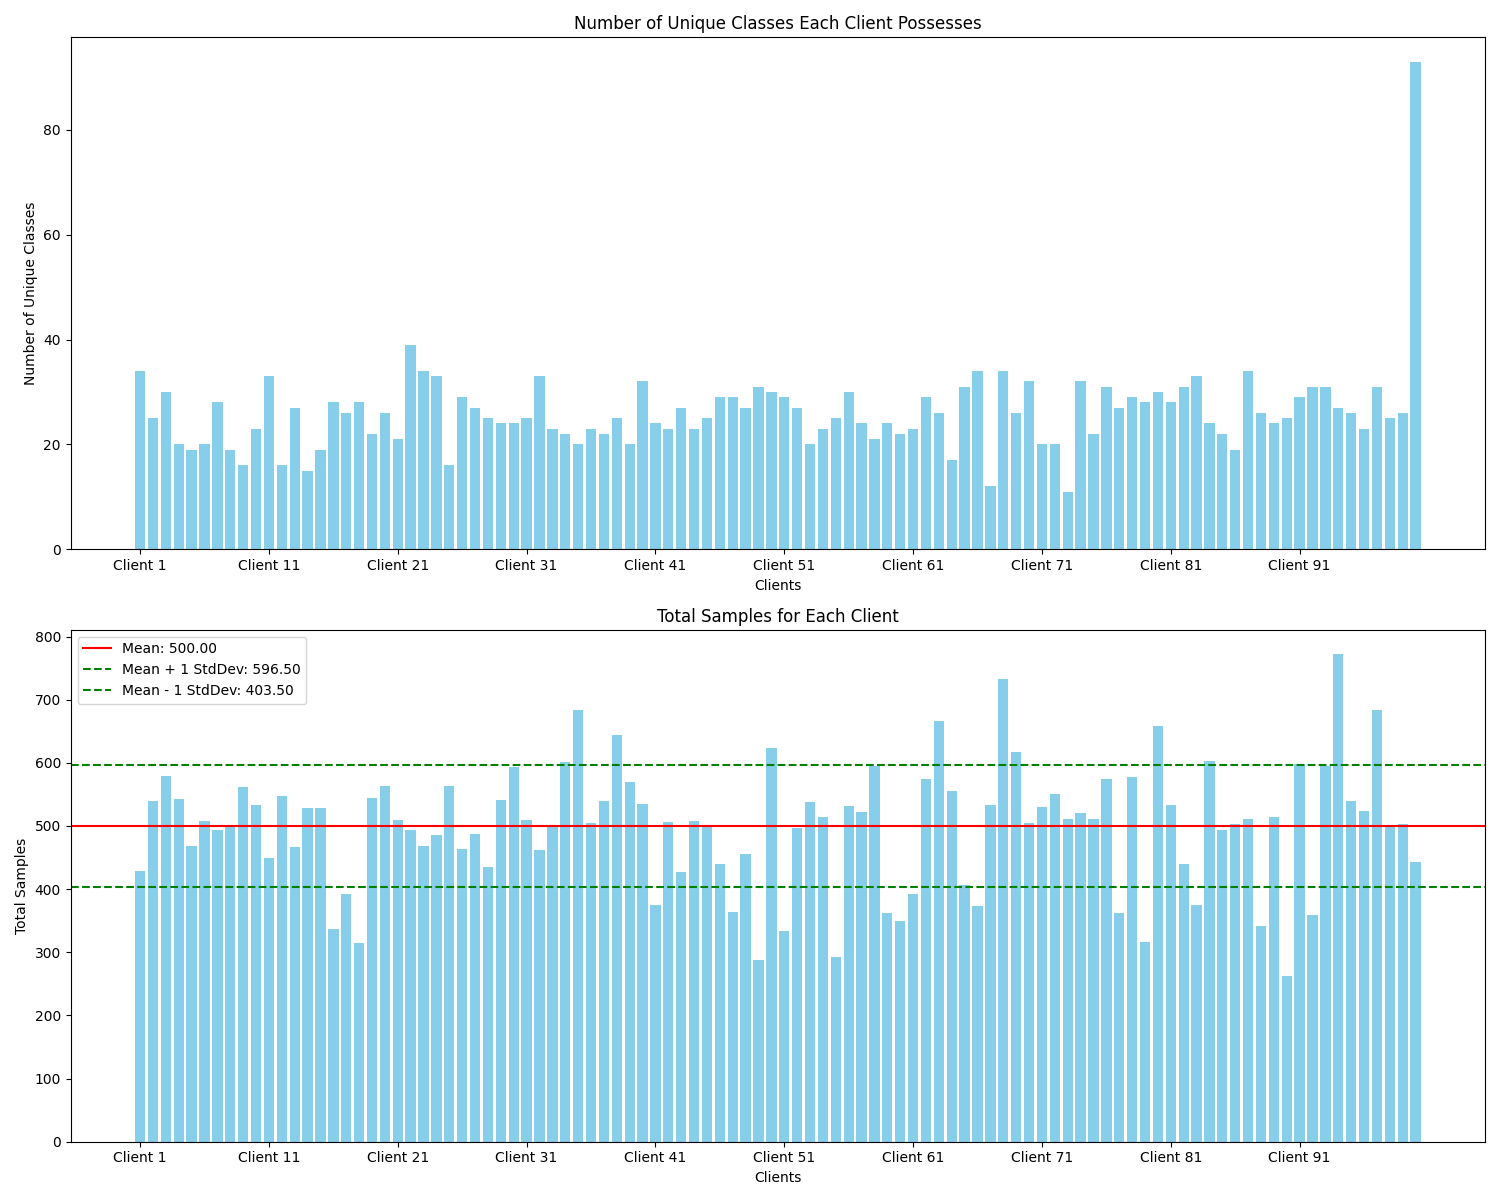 Number of Unique Classes Each Client Possesses
Number of Unique Classes
80
60
40
20
0
Client 1 Client 11 Client 21 Client 31 Client 41 Client 51 Client 61 Client 71 Client 81 Client 91
Clients
Total Samples for Each Client
Total Samples
800
700
600
500
400
300
200
100
0
Mean: 500.00
Mean + 1 StdDev: 596.50
Mean - 1 StdDev: 403.50
Client 1 Client 11 Client 21 Client 31 Client 41 Client 51 Client 61 Client 71 Client 81 Client 91
Clients